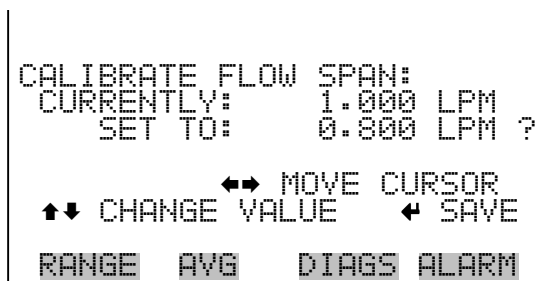 CALIBRATE FLOW SPAN:
CURRENTLY: 1.000 LPM
SET TO: 0.800 LPM ?
←→ MOVE CURSOR
↑↓ CHANGE VALUE ↵ SAVE
RANGE AVG DIAGS ALARM